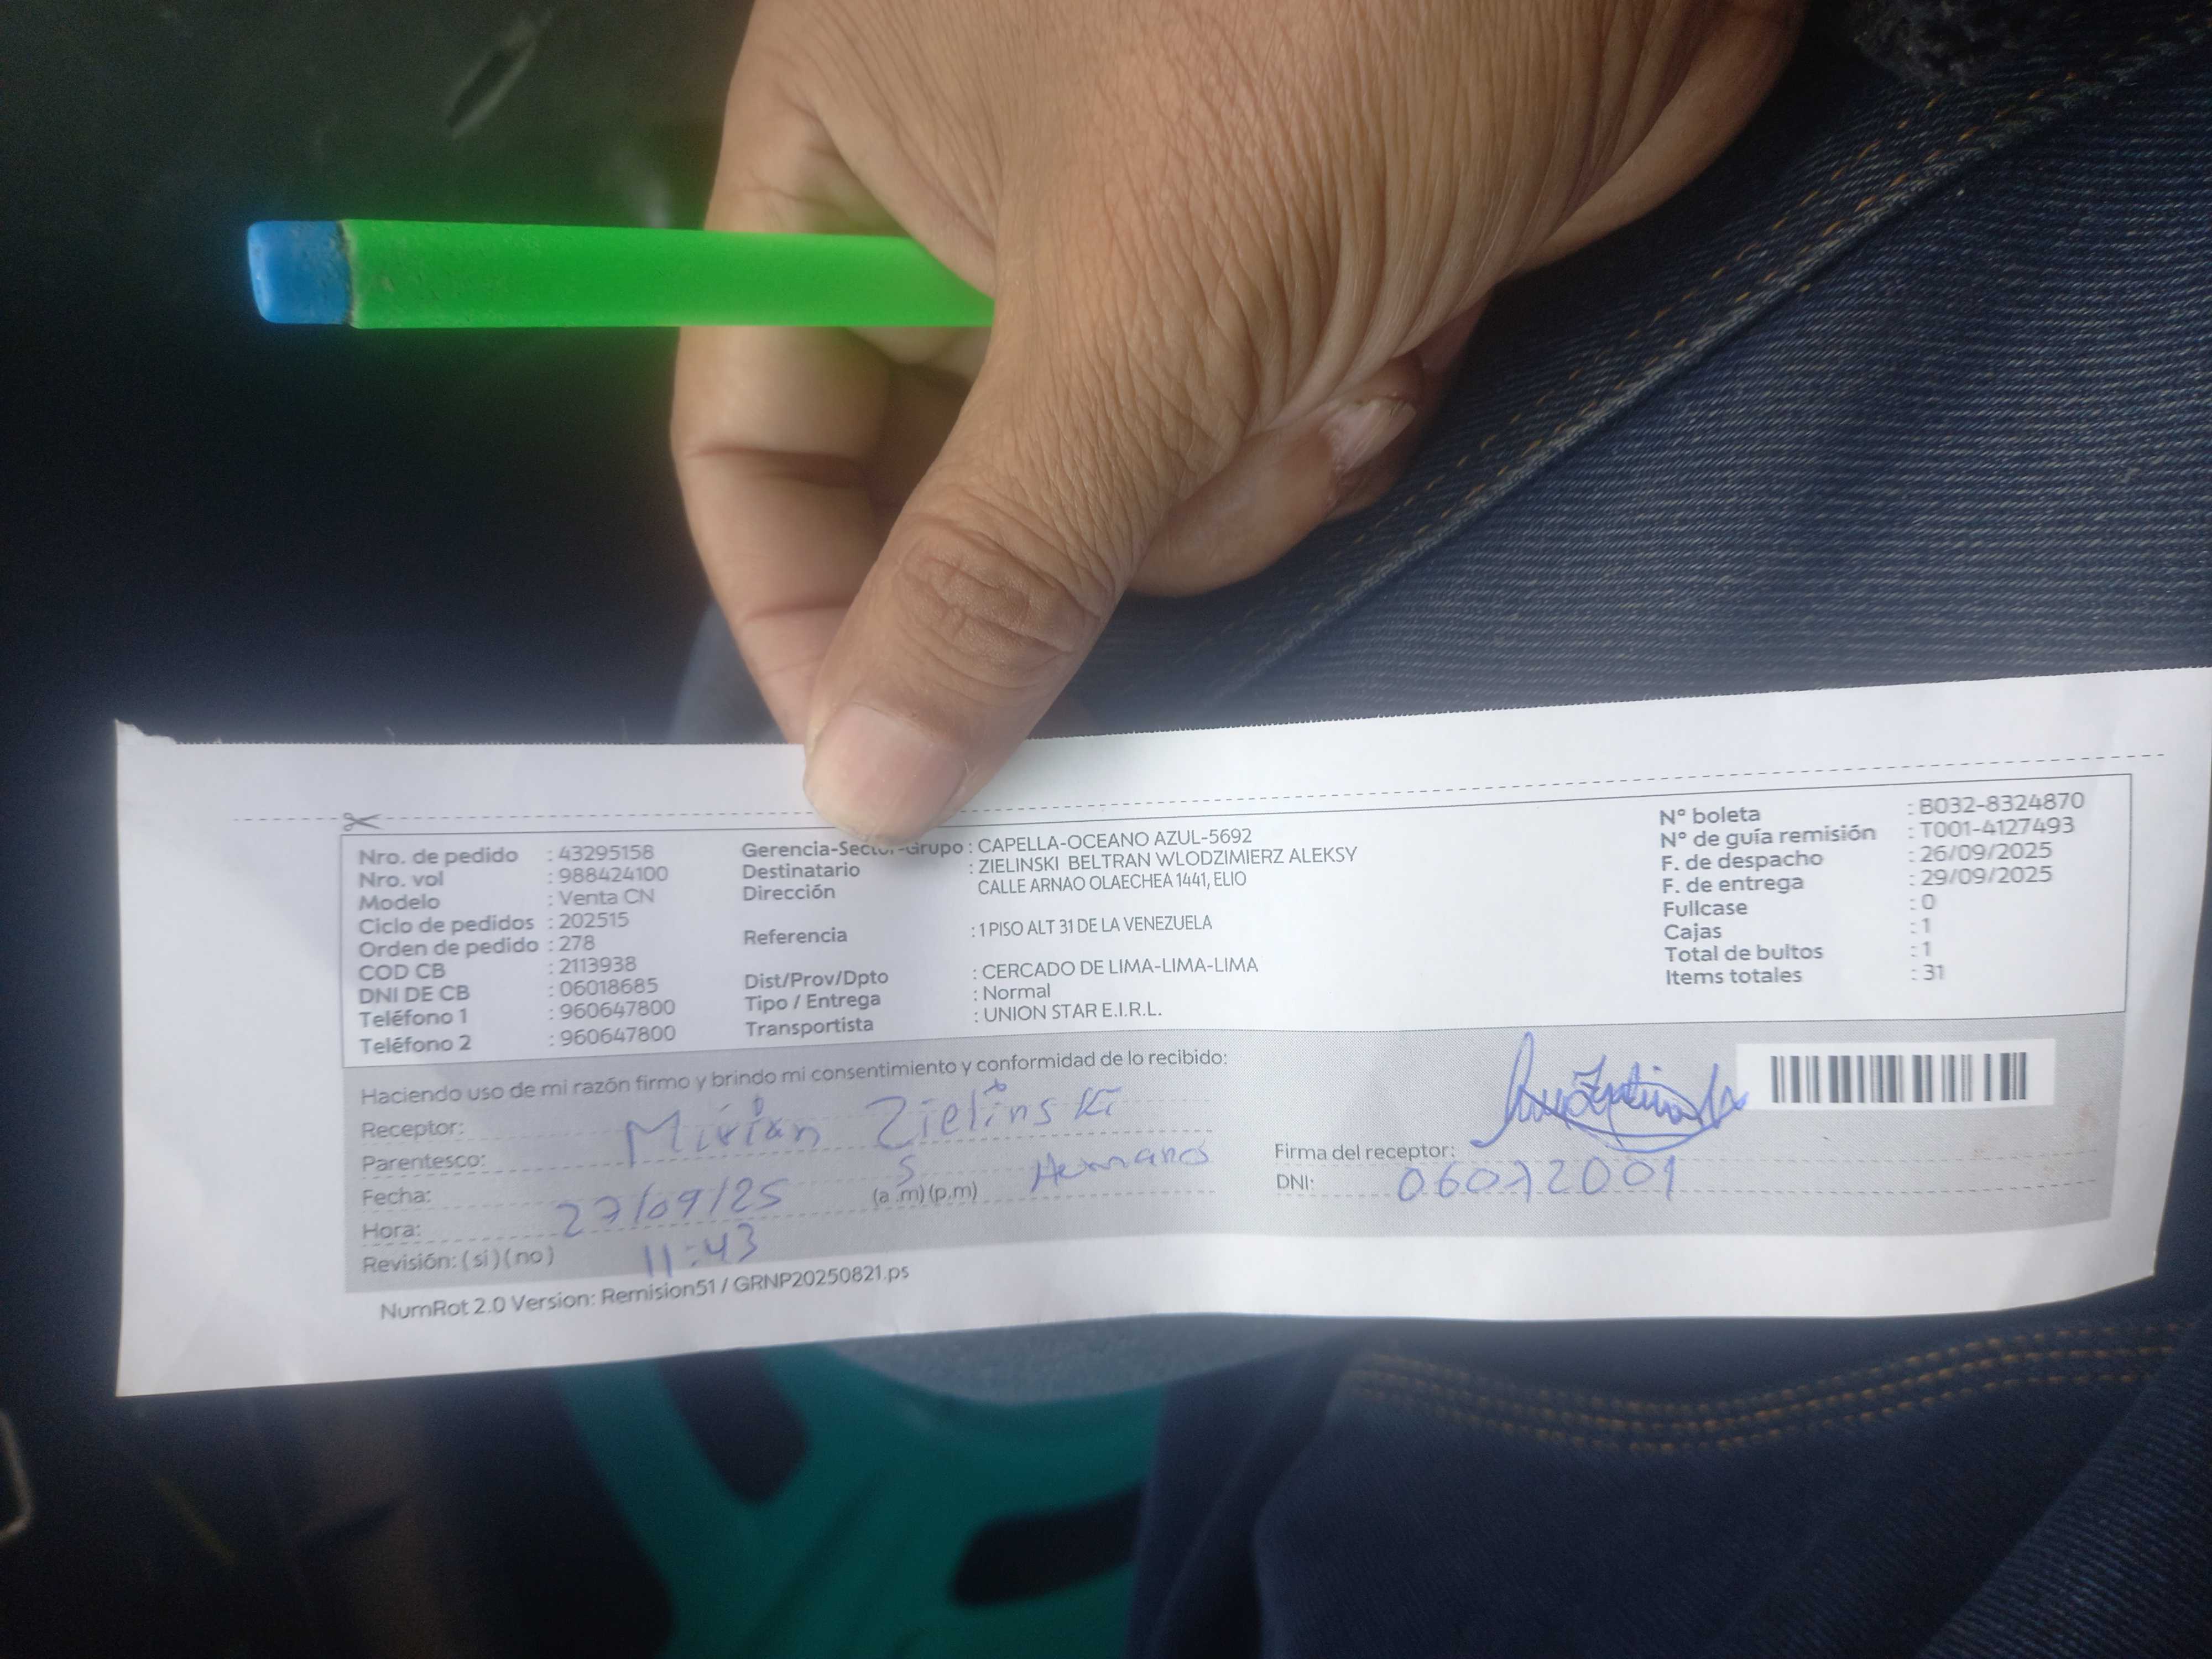 Nro. de pedido : 43295158
Nro. vol : 988424100
Modelo : Venta CN
Ciclo de pedidos : 202515
Orden de pedido : 278
COD CB : 2113938
DNI DE CB : 06018685
Teléfono 1 : 960647800
Teléfono 2 : 960647800
Gerencia-Sector-Grupo : CAPELLA-OCEANO AZUL-5692
Destinatario : ZIELINSKI BELTRAN WLODZIMIERZ ALEKSY
Dirección CALLE ARNAO OLAECHEA 1441, ELIO
Referencia : 1 PISO ALT 31 DE LA VENEZUELA
Dist/Prov/Dpto : CERCADO DE LIMA-LIMA-LIMA
Tipo / Entrega : Normal
Transportista : UNION STAR E.I.R.L.
N° boleta : B032-8324870
N° de guía remisión : T001-4127493
F. de despacho : 26/09/2025
F. de entrega : 29/09/2025
Fullcase : 0
Cajas : 1
Total de bultos : 1
Items totales : 31
Haciendo uso de mi razón firmo y brindo mi consentimiento y conformidad de lo recibido:
Receptor: Mirian Zielinski
Parentesco: Hermanos
Fecha: 27/09/25 (a.m)(p.m)
Hora: 11:43
Revisión: (si)(no)
Firma del receptor:
DNI: 06072001
NumRot 2.0 Version: Remision51 / GRNP20250821.ps